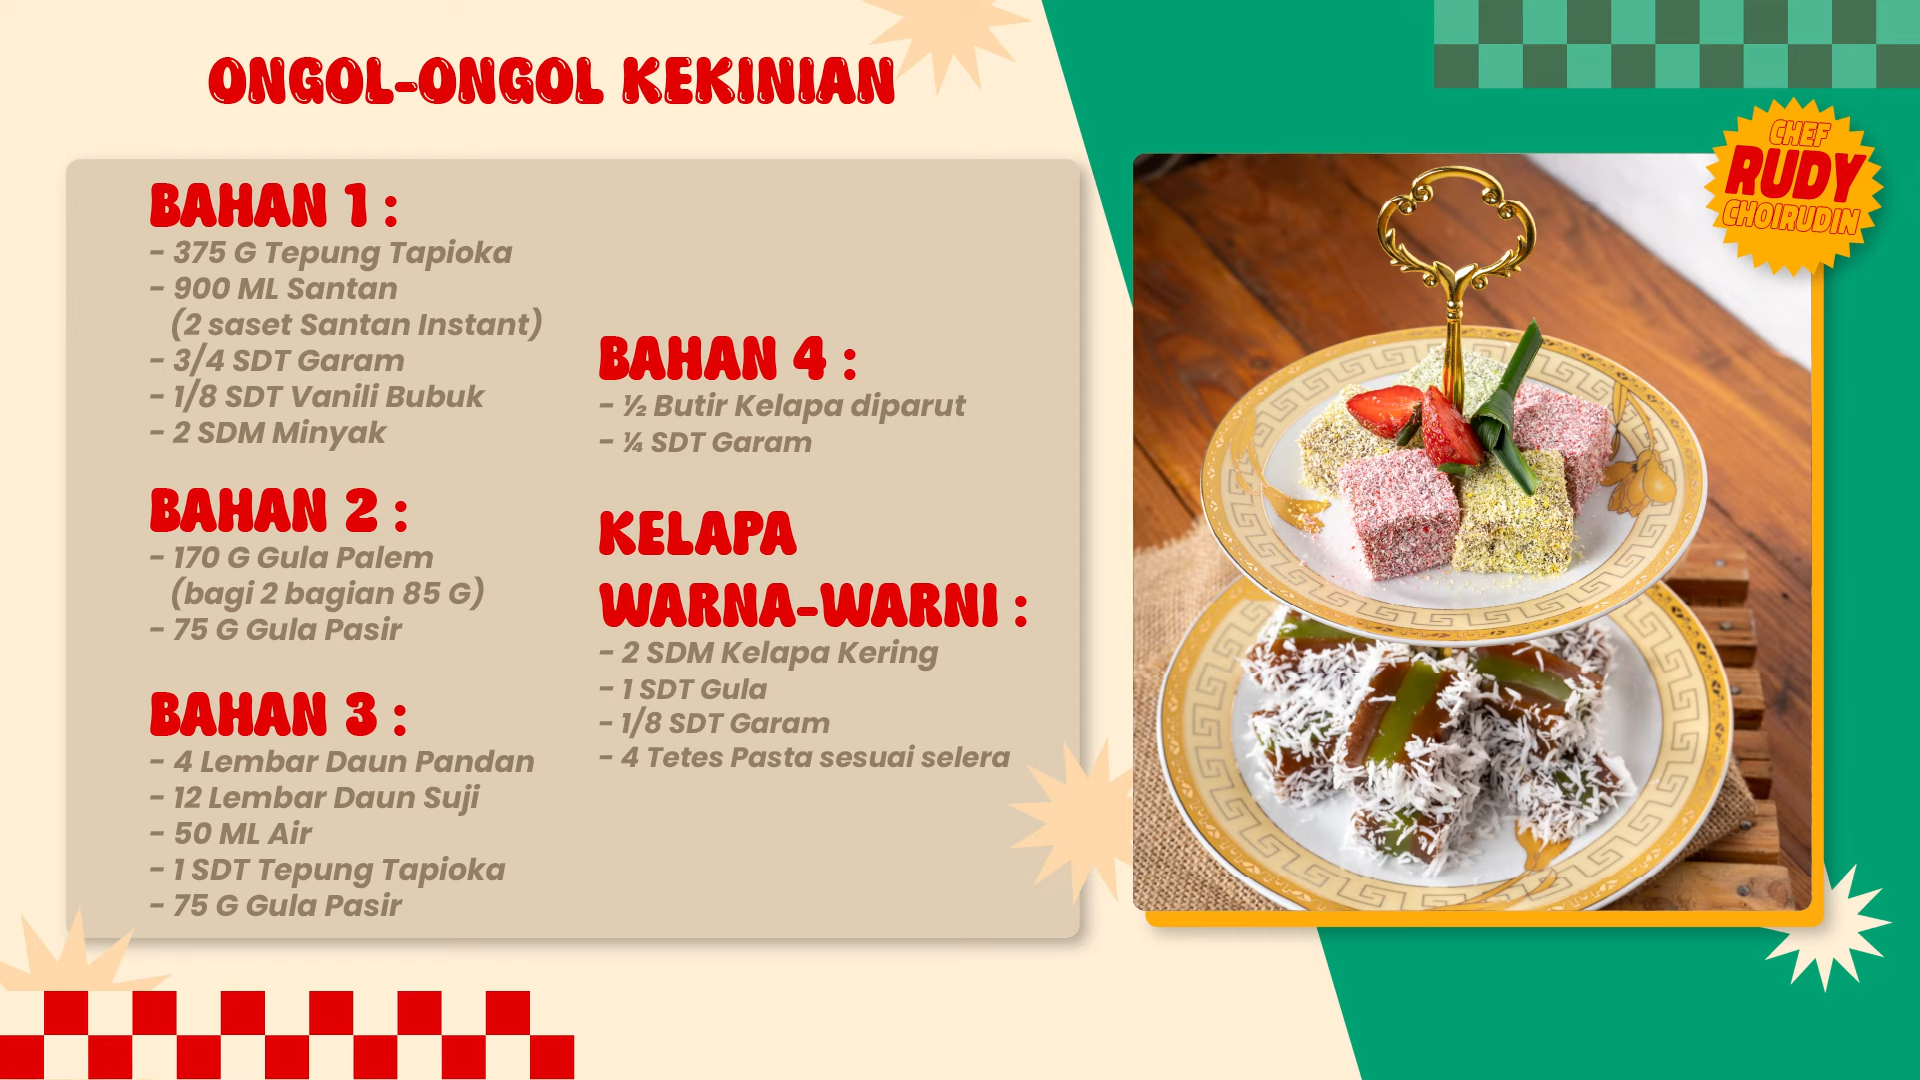 ONGOL-ONGOL KEKINIAN
BAHAN 1 :
- 375 G Tepung Tapioka
- 900 ML Santan
(2 saset Santan Instant)
- 3/4 SDT Garam
- 1/8 SDT Vanili Bubuk
- 2 SDM Minyak
BAHAN 2 :
- 170 G Gula Palem
(bagi 2 bagian 85 G)
- 75 G Gula Pasir
BAHAN 3 :
- 4 Lembar Daun Pandan
- 12 Lembar Daun Suji
- 50 ML Air
- 1 SDT Tepung Tapioka
- 75 G Gula Pasir
BAHAN 4 :
- ½ Butir Kelapa diparut
- ¼ SDT Garam
KELAPA
WARNA-WARNI :
- 2 SDM Kelapa Kering
- 1 SDT Gula
- 1/8 SDT Garam
- 4 Tetes Pasta sesuai selera
CHEF
RUDY
CHOIRUDIN